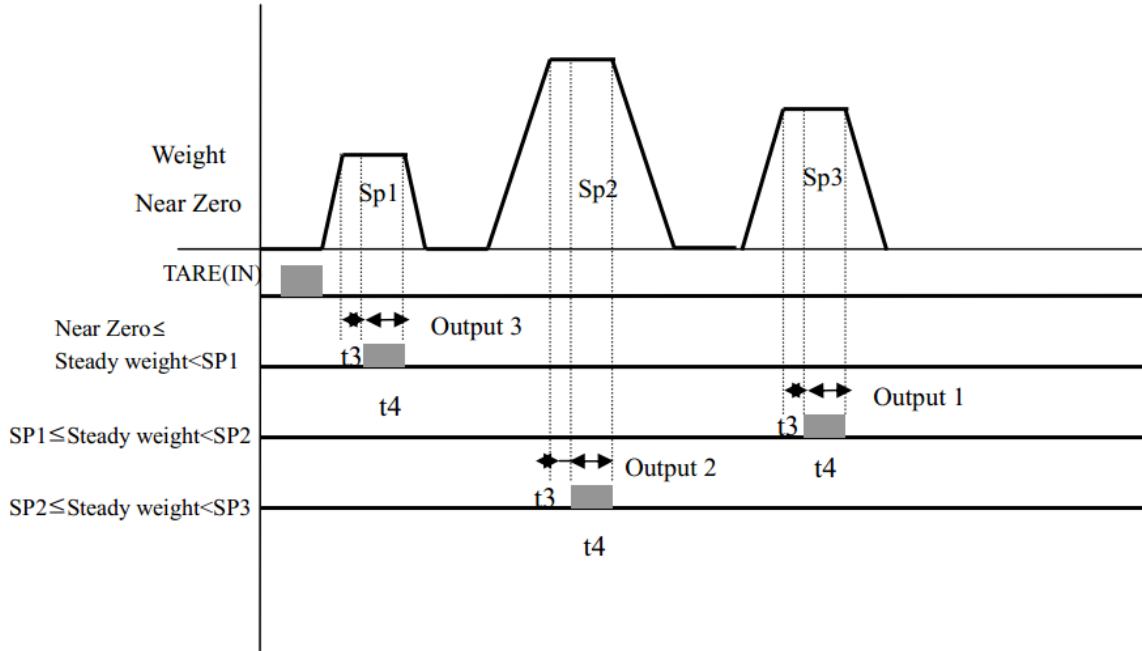 Weight
Near Zero
Sp1
Sp2
Sp3
TARE(IN)
Near Zero≤
Steady weight<SP1
t3
Output 3
t4
SP1≤Steady weight<SP2
t3
Output 1
t4
SP2≤Steady weight<SP3
t3
Output 2
t4